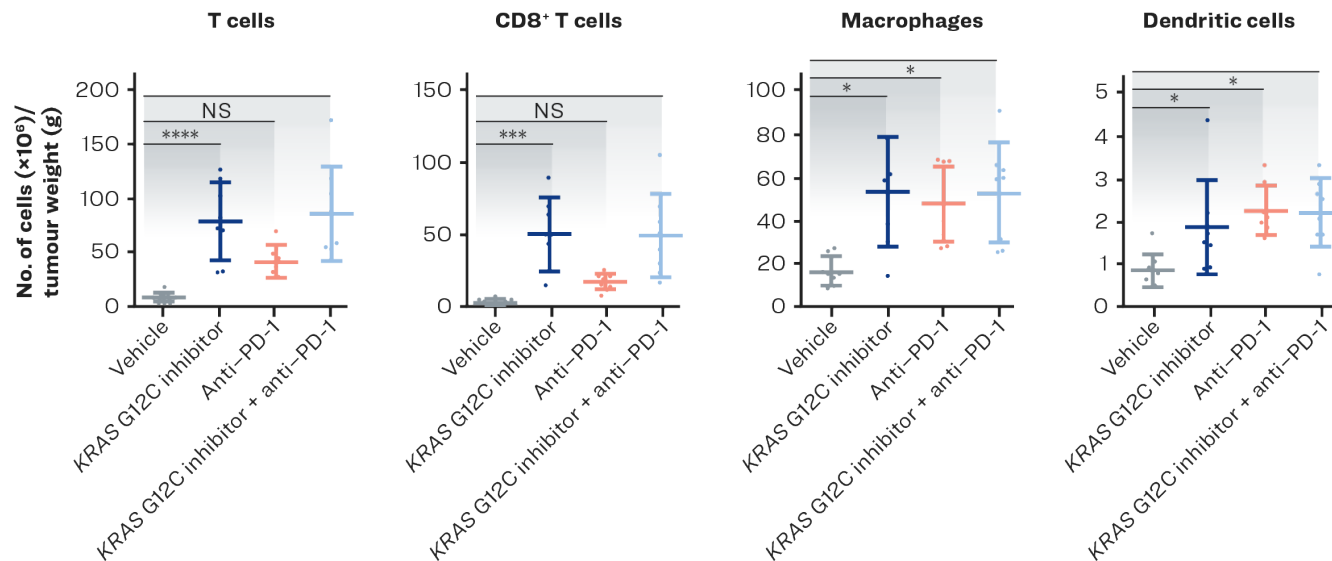 T cells
CD8⁺ T cells
Macrophages
Dendritic cells
No. of cells (×10⁶)/
tumour weight (g)
200
150
100
50
0
NS
****
Vehicle
KRAS G12C inhibitor
Anti–PD-1
KRAS G12C inhibitor + anti–PD-1
150
100
50
0
NS
***
Vehicle
KRAS G12C inhibitor
Anti–PD-1
KRAS G12C inhibitor + anti–PD-1
100
80
60
40
20
0
*
*
Vehicle
KRAS G12C inhibitor
Anti–PD-1
KRAS G12C inhibitor + anti–PD-1
5
4
3
2
1
0
*
*
Vehicle
KRAS G12C inhibitor
Anti–PD-1
KRAS G12C inhibitor + anti–PD-1